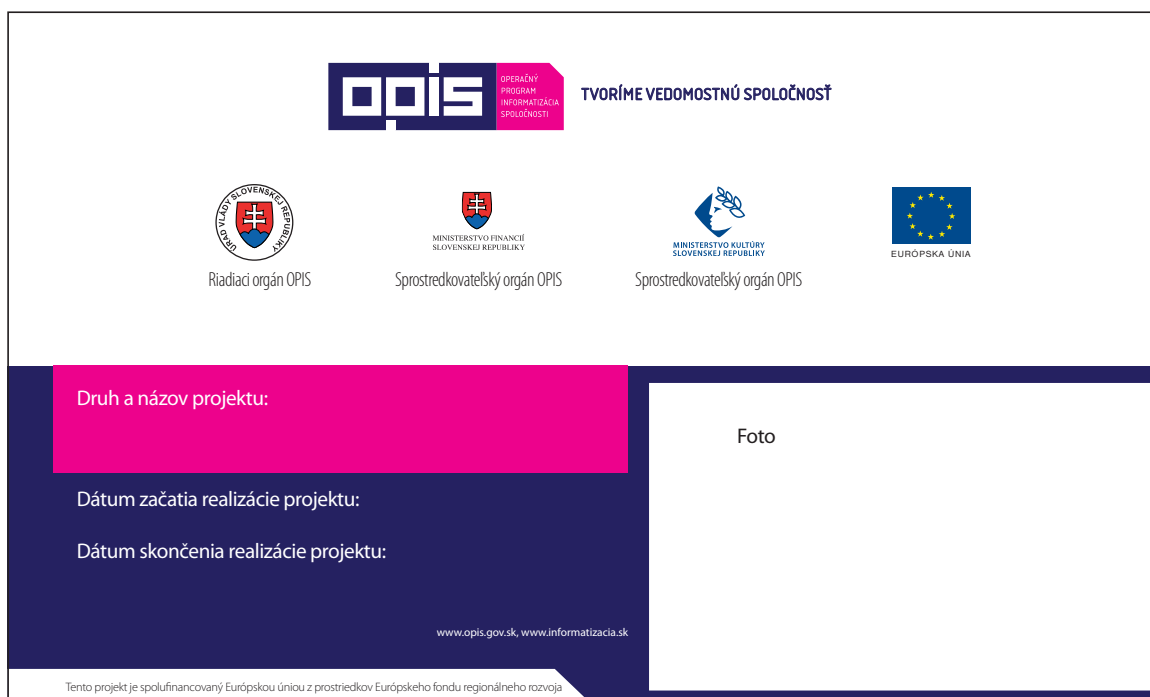 opis
OPERAČNÝ
PROGRAM
INFORMATIZÁCIA
SPOLOČNOSTI
TVORÍME VEDOMOSTNÚ SPOLOČNOSŤ
ÚRAD VLÁDY SLOVENSKEJ REPUBLIKY
Riadiaci orgán OPIS
MINISTERSTVO FINANCIÍ
SLOVENSKEJ REPUBLIKY
Sprostredkovateľský orgán OPIS
MINISTERSTVO KULTÚRY
SLOVENSKEJ REPUBLIKY
Sprostredkovateľský orgán OPIS
EURÓPSKA ÚNIA
Druh a názov projektu:
Dátum začatia realizácie projektu:
Dátum skončenia realizácie projektu:
www.opis.gov.sk, www.informatizacia.sk
Tento projekt je spolufinancovaný Európskou úniou z prostriedkov Európskeho fondu regionálneho rozvoja
Foto